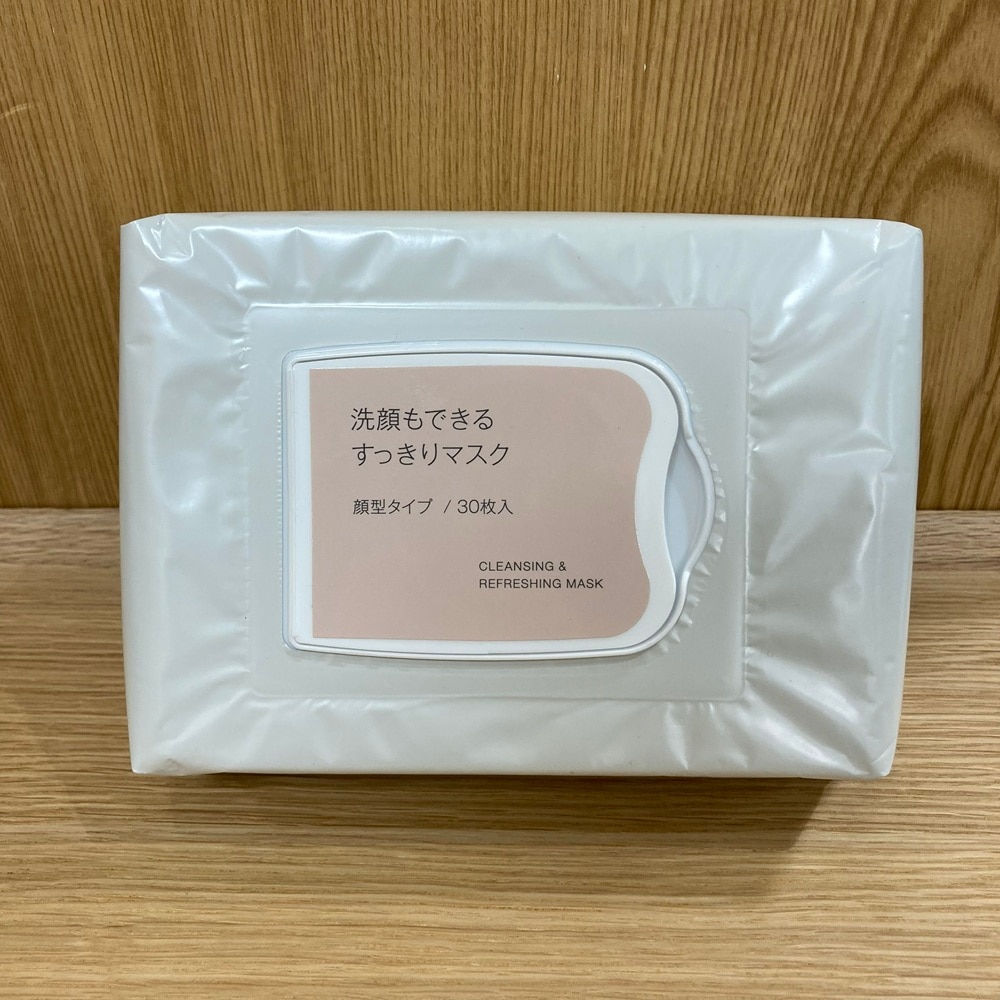 洗顔もできる
すっきりマスク
顔型タイプ / 30枚入
CLEANSING &
REFRESHING MASK